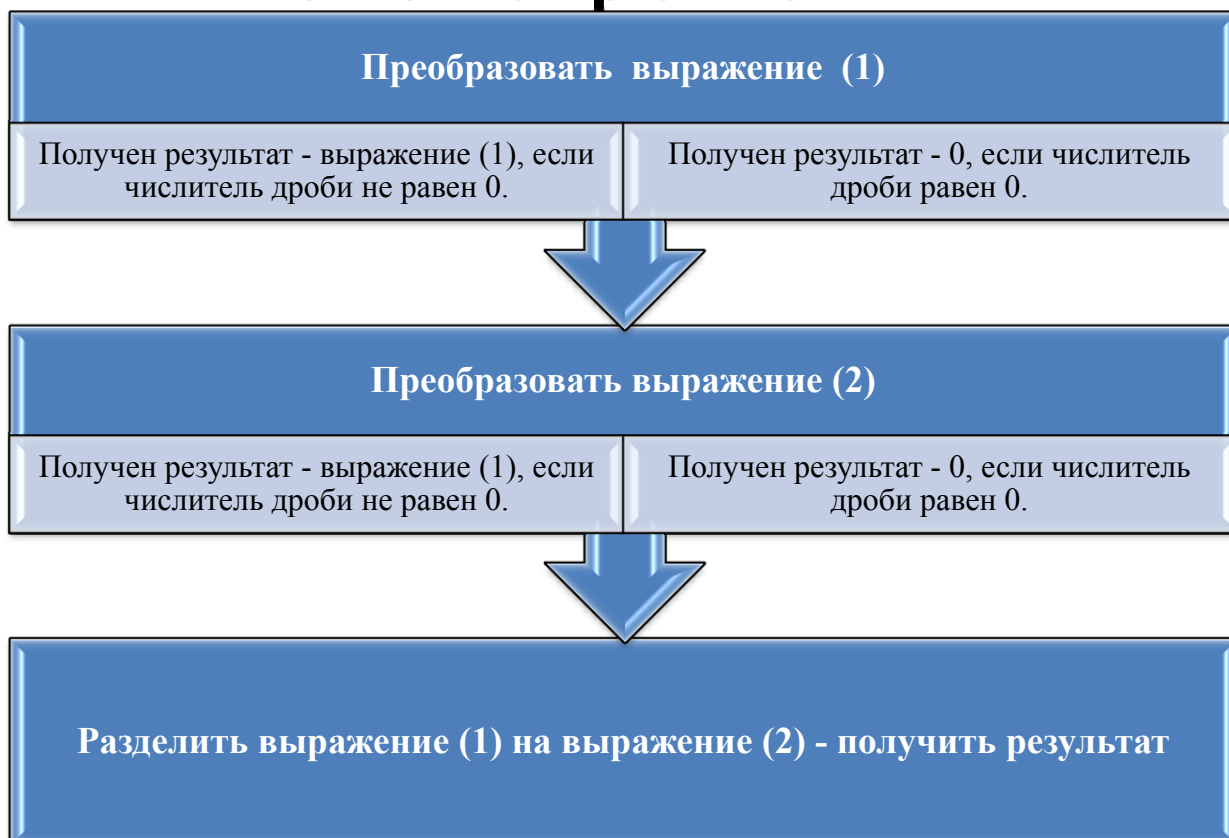 Преобразовать выражение (1)
Получен результат - выражение (1), если
числитель дроби не равен 0.
Получен результат - 0, если числитель
дроби равен 0.
Преобразовать выражение (2)
Получен результат - выражение (1), если
числитель дроби не равен 0.
Получен результат - 0, если числитель
дроби равен 0.
Разделить выражение (1) на выражение (2) - получить результат